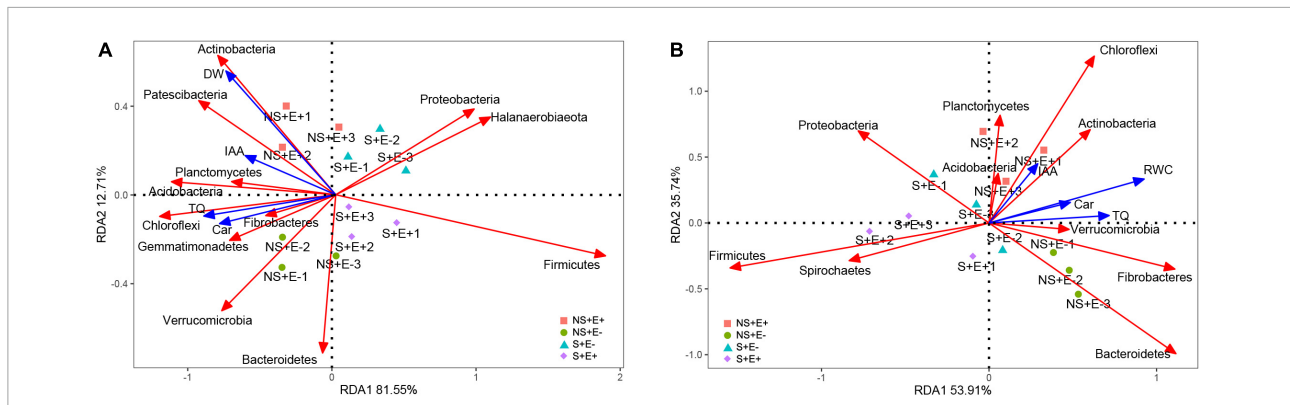 A
Actinobacteria
DW
Patescibacteria
NS+E+1
Proteobacteria
Halanaerobiaeota
NS+E+3
S+E-2
IAA
NS+E+2
S+E-1
S+E-3
Planctomycetes
Acidobacteria
TQ
Chloroflexi
Car
Fibrobacteres
S+E+3
S+E+1
Gemmatimonadetes
NS+E-2
S+E+2
NS+E-1
NS+E-3
Firmicutes
Verrucomicrobia
Bacteroidetes
NS+E+
NS+E-
S+E-
S+E+
0.4
0.0
-0.4
RDA2 12.71%
-1
0
1
2
RDA1 81.55%
B
Chloroflexi
Planctomycetes
Proteobacteria
Actinobacteria
NS+E+2
Acidobacteria
NS+E+1
IAA
RWC
S+E-1
NS+E+3
Car
S+E-3
TQ
S+E+3
Verrucomicrobia
S+E+2
S+E-2
NS+E-1
Firmicutes
Spirochaetes
S+E+1
NS+E-2
Fibrobacteres
NS+E-3
Bacteroidetes
NS+E+
NS+E-
S+E-
S+E+
1.0
0.5
0.0
-0.5
-1.0
RDA2 35.74%
-1
0
1
RDA1 53.91%